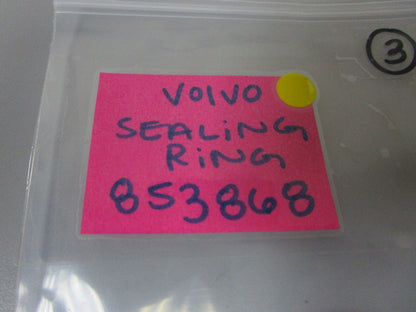 VOLVO
SEALING
RING
853868
3